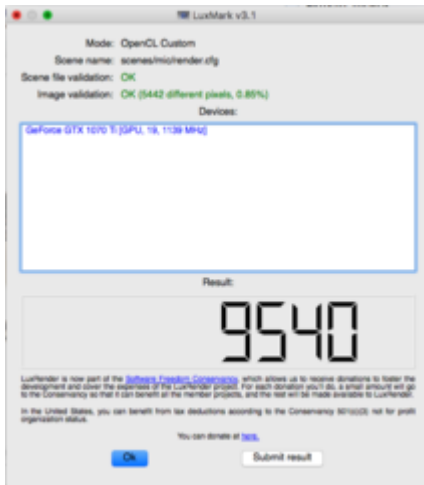 LuxMark v3.1
Mode: OpenCL Custom
Scene name: scenes/mic/render.cfg
Scene file validation: OK
Image validation: OK (5442 different pixels, 0.85%)
Devices:
GeForce GTX 1070 Ti [GPU, 19, 1139 MHz]
Result:
9540
LuxRender is now part of the Software Freedom Conservancy, which allows us to receive donations to foster the
development and cover the expenses of the LuxRender project. For each donation you'll do, a small amount will go
to the Conservancy so that it can benefit all the member projects, and the rest will be made available to LuxRender.
In the United States, you can benefit from tax deductions according to the Conservancy 501(c)(3) not for profit
organization status.
You can donate at here.
Ok
Submit result